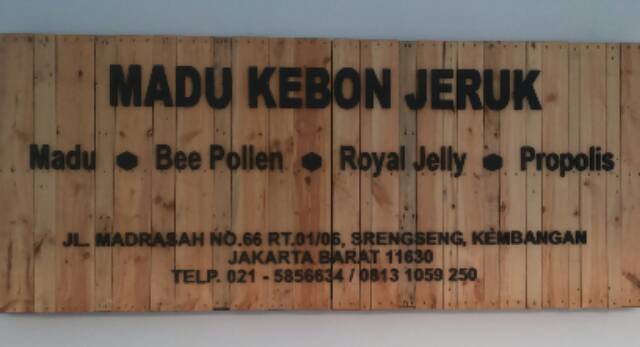 MADU KEBON JERUK
Madu ⬢ Bee Pollen ⬢ Royal Jelly ⬢ Propolis
JL. MADRASAH NO.66 RT.01/06, SRENGSENG, KEMBANGAN
JAKARTA BARAT 11630
TELP. 021 - 5856634 / 0813 1059 250